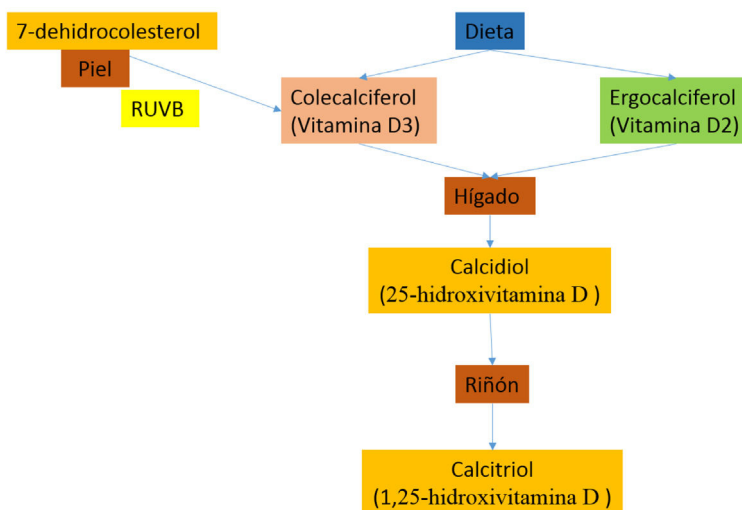 7-dehidrocolesterol
Dieta
Piel
RUVB
Colecalciferol
(Vitamina D3)
Ergocalciferol
(Vitamina D2)
Hígado
Calcidiol
(25-hidroxivitamina D )
Riñón
Calcitriol
(1,25-hidroxivitamina D )